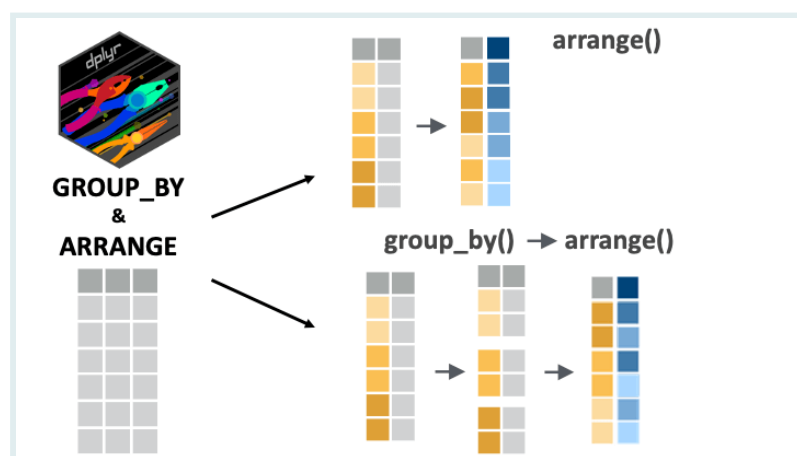 dplyr
GROUP_BY
&
ARRANGE
arrange()
group_by() → arrange()